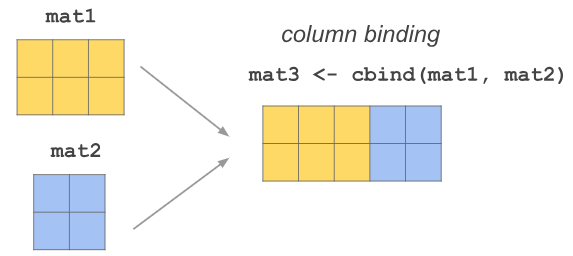 mat1
column binding
mat3 <- cbind(mat1, mat2)
mat2